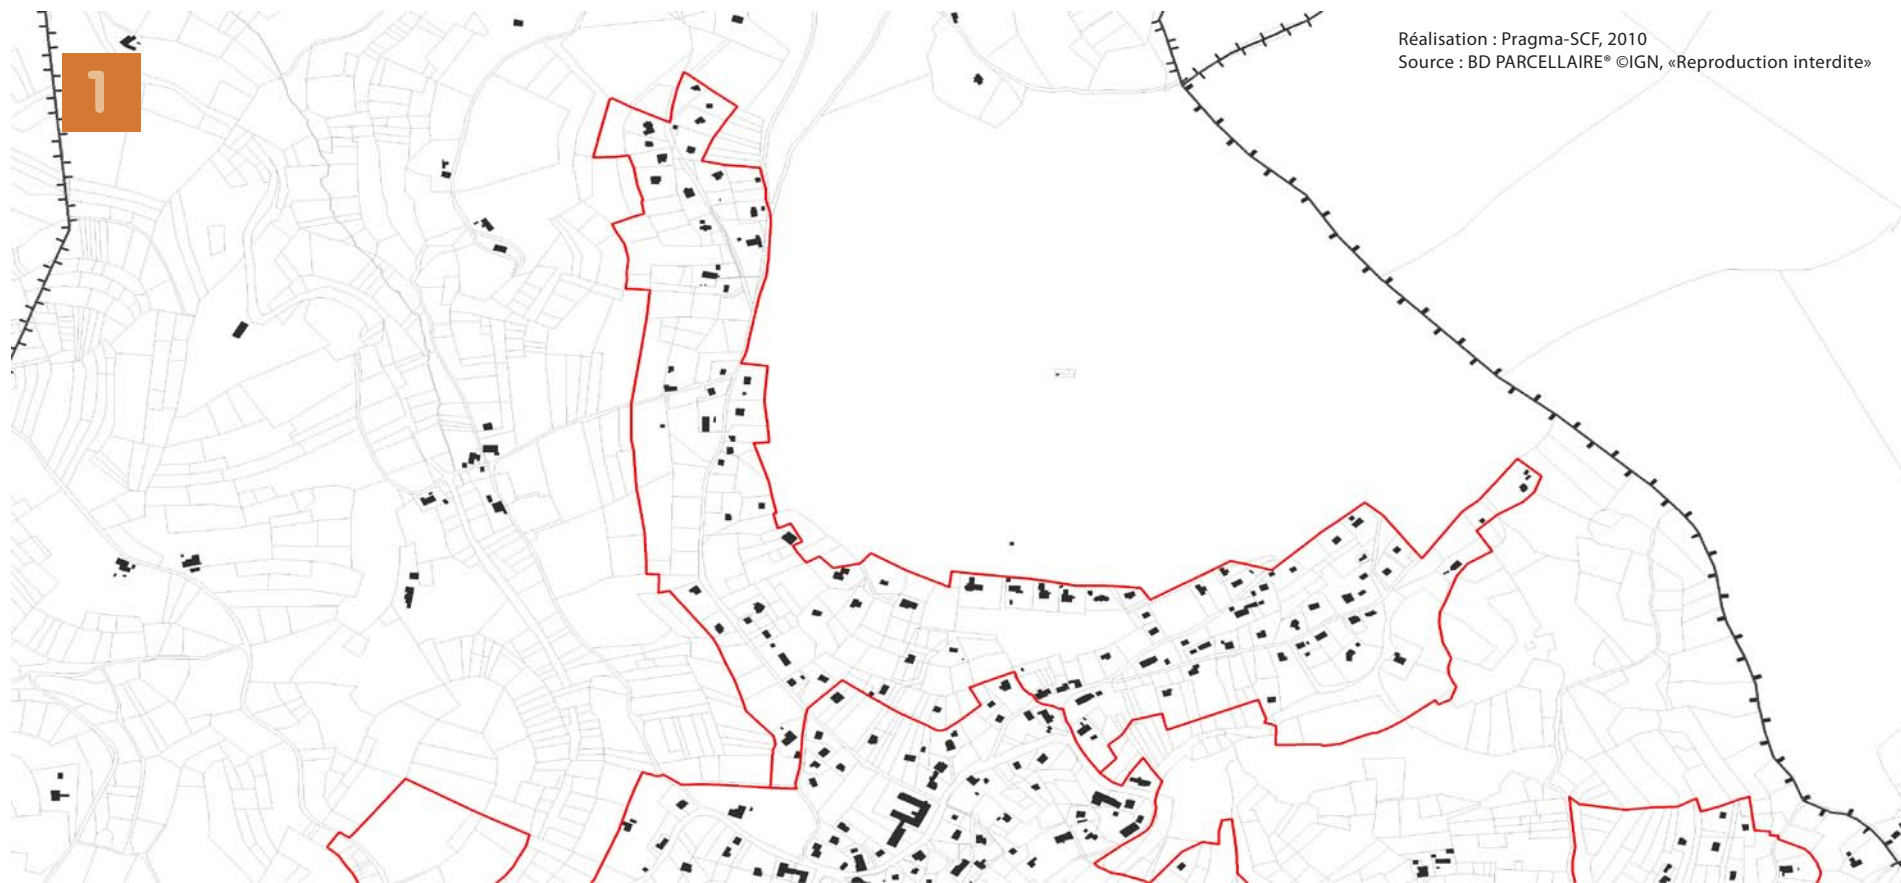 1
Réalisation : Pragma-SCF, 2010
Source : BD PARCELLAIRE® ©IGN, «Reproduction interdite»